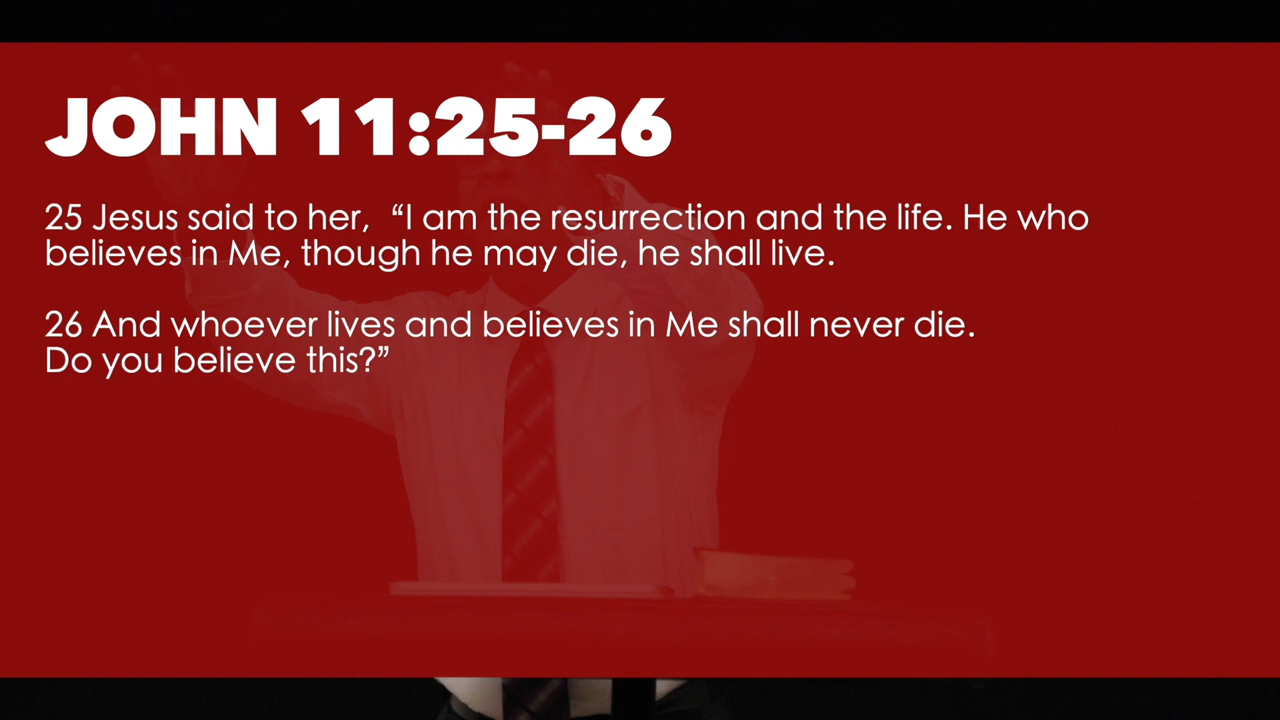 JOHN 11:25-26
25 Jesus said to her,  “I am the resurrection and the life. He who
believes in Me, though he may die, he shall live.
26 And whoever lives and believes in Me shall never die.
Do you believe this?”